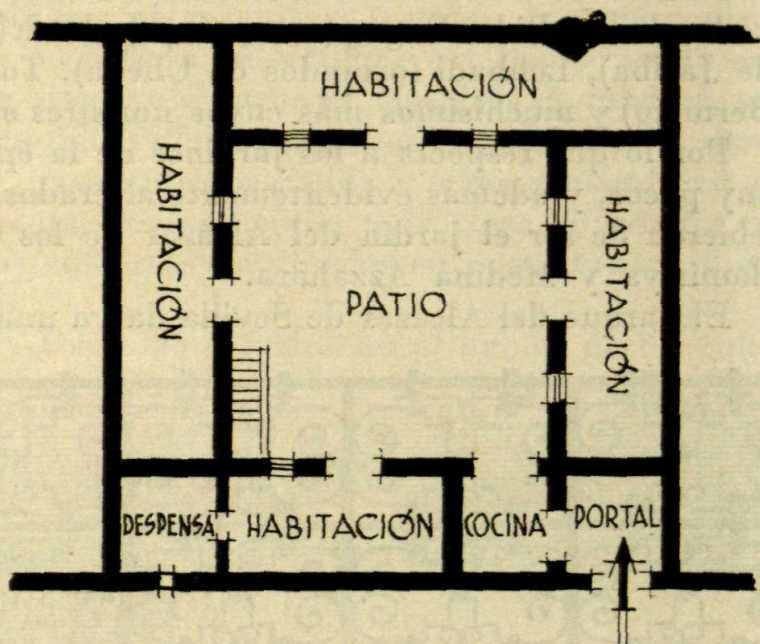 HABITACIÓN
HABITACIÓN
HABITACIÓN
PATIO
DESPENSA
HABITACIÓN
COCINA
PORTAL